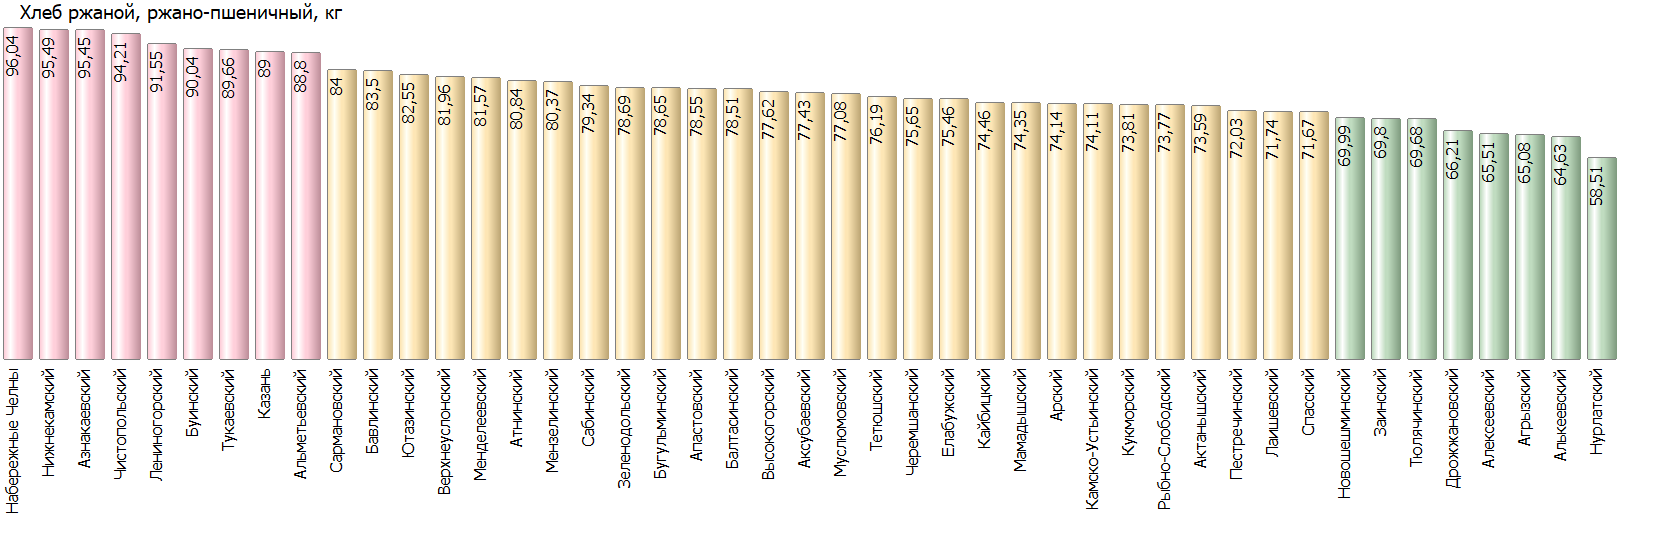 Хлеб ржаной, ржано-пшеничный, кг
96,04
95,49
95,45
94,21
91,55
90,04
89,66
89
88,8
84
83,5
82,55
81,96
81,57
80,84
80,37
79,34
78,69
78,65
78,55
78,51
77,62
77,43
77,08
76,19
75,65
75,46
74,46
74,35
74,14
74,11
73,81
73,77
73,59
72,03
71,74
71,67
69,99
69,8
69,68
66,21
65,51
65,08
64,63
58,51
Набережные Челны
Нижнекамский
Азнакаевский
Чистопольский
Лениногорский
Буинский
Тукаевский
Казань
Альметьевский
Сармановский
Бавлинский
Ютазинский
Верхнеуслонский
Менделеевский
Атнинский
Мензелинский
Сабинский
Зеленодольский
Бугульминский
Апастовский
Балтасинский
Высокогорский
Аксубаевский
Муслюмовский
Тетюшский
Черемшанский
Елабужский
Кайбицкий
Мамадышский
Арский
Камско-Устьинский
Кукморский
Рыбно-Слободский
Актанышский
Пестречинский
Лаишевский
Спасский
Новошешминский
Заинский
Тюлячинский
Дрожжановский
Алексеевский
Агрызский
Алькеевский
Нурлатский